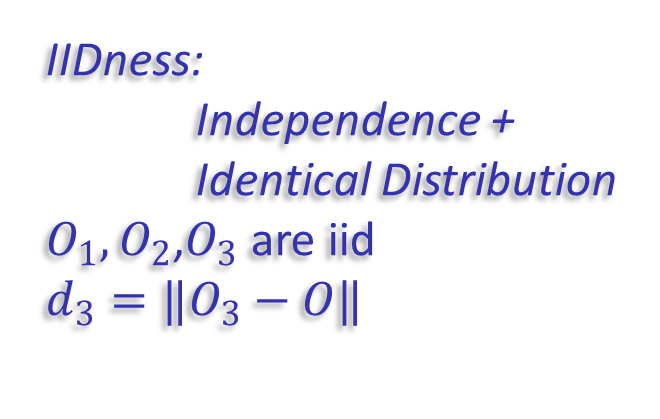 IIDness:
Independence +
Identical Distribution
O₁, O₂,O₃ are iid
d₃ = ‖O₃ − O‖